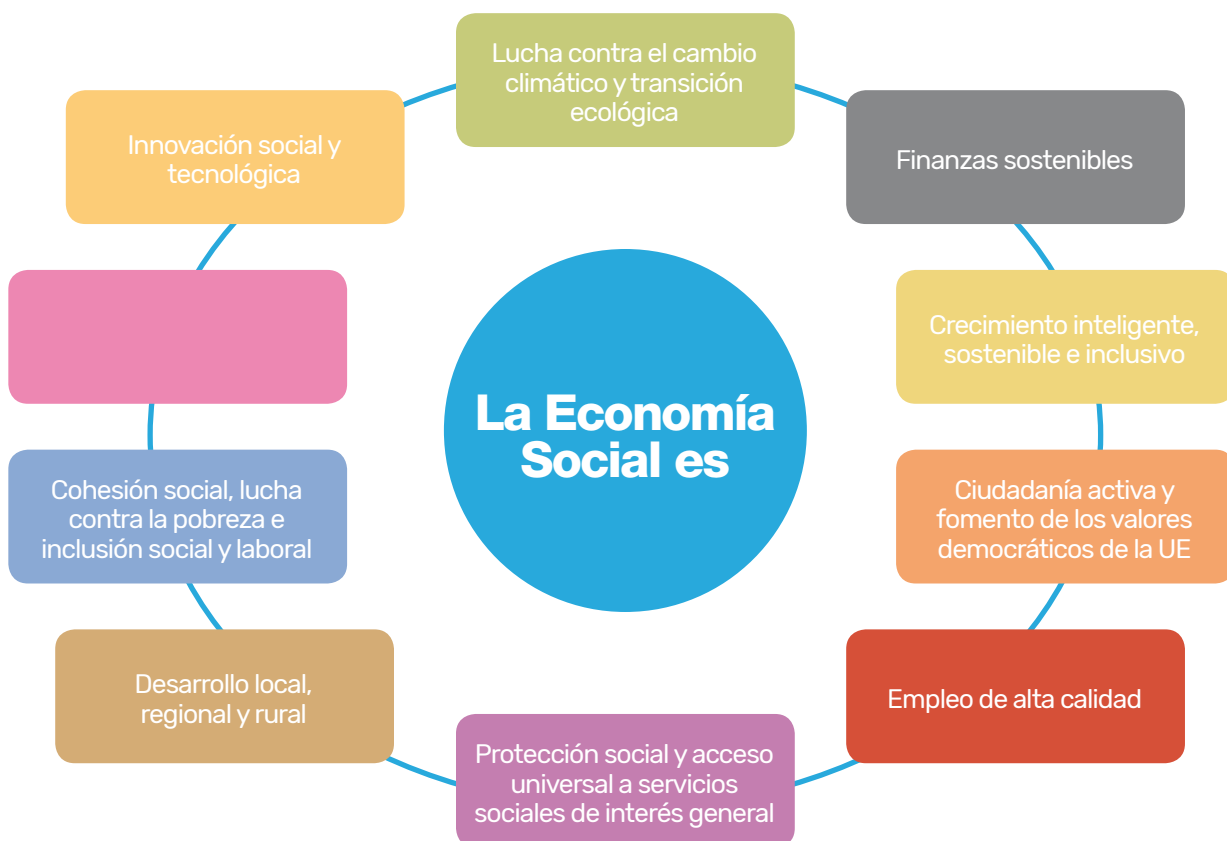 Lucha contra el cambio
climático y transición
ecológica
Innovación social y
tecnológica
Finanzas sostenibles
Crecimiento inteligente,
sostenible e inclusivo
La Economía
Social es
Cohesión social, lucha
contra la pobreza e
inclusión social y laboral
Ciudadanía activa y
fomento de los valores
democráticos de la UE
Desarrollo local,
regional y rural
Empleo de alta calidad
Protección social y acceso
universal a servicios
sociales de interés general